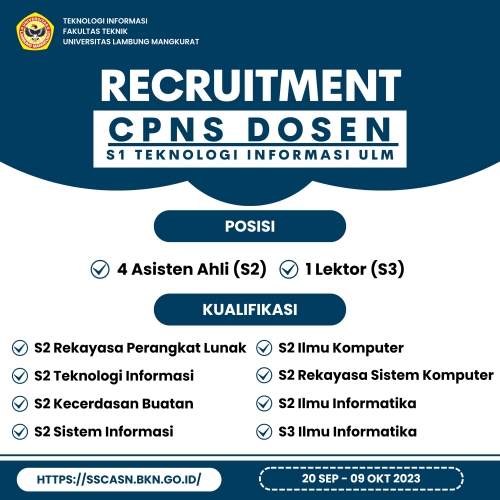 TEKNOLOGI INFORMASI
FAKULTAS TEKNIK
UNIVERSITAS LAMBUNG MANGKURAT
RECRUITMENT
CPNS DOSEN
S1 TEKNOLOGI INFORMASI ULM
POSISI
4 Asisten Ahli (S2)
1 Lektor (S3)
KUALIFIKASI
S2 Rekayasa Perangkat Lunak
S2 Teknologi Informasi
S2 Kecerdasan Buatan
S2 Sistem Informasi
S2 Ilmu Komputer
S2 Rekayasa Sistem Komputer
S2 Ilmu Informatika
S3 Ilmu Informatika
HTTPS://SSCASN.BKN.GO.ID/
20 SEP - 09 OKT 2023